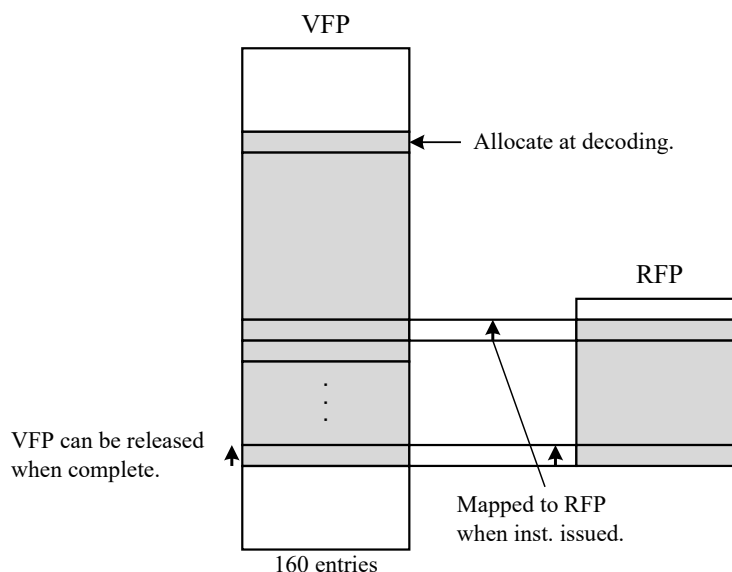 VFP
Allocate at decoding.
RFP
.
.
.
VFP can be released
when complete.
Mapped to RFP
when inst. issued.
160 entries